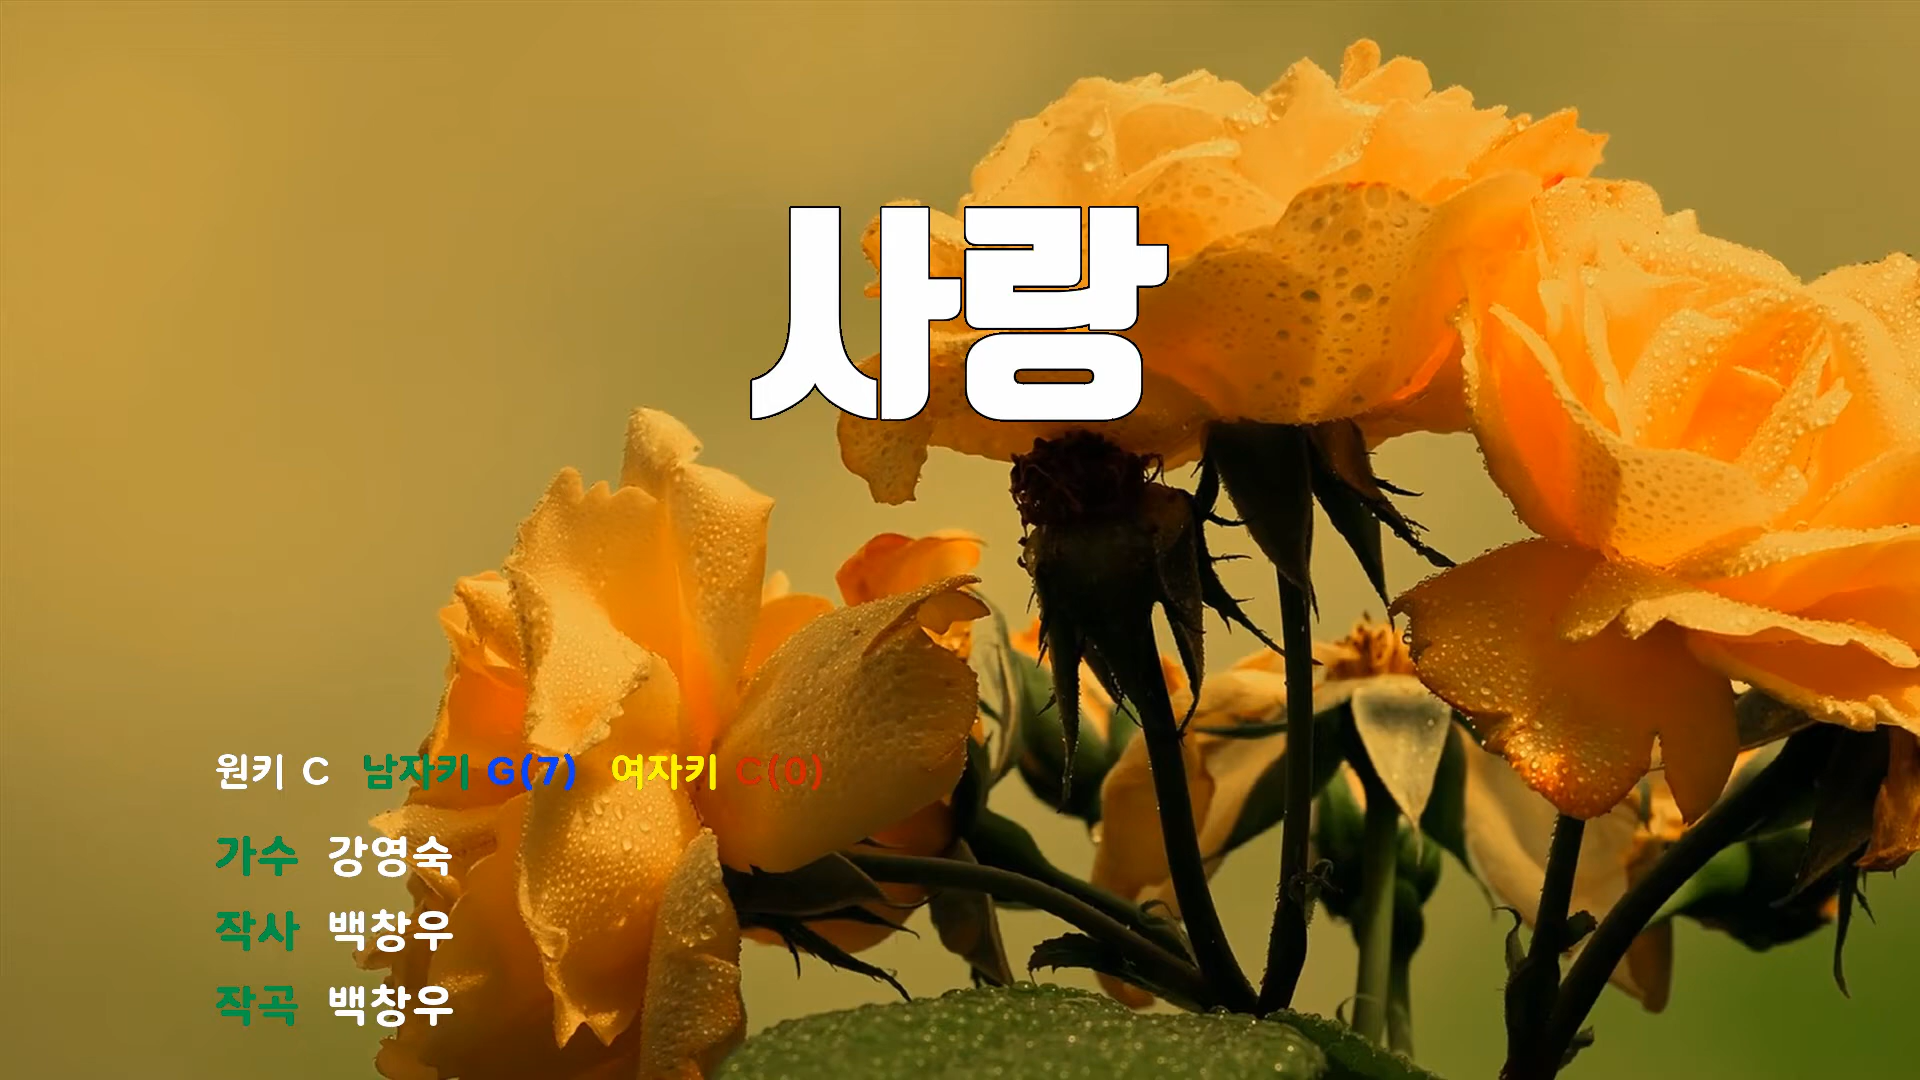 사랑
원키 C 남자키 G(7) 여자키 C(0)
가수 강영숙
작사 백창우
작곡 백창우